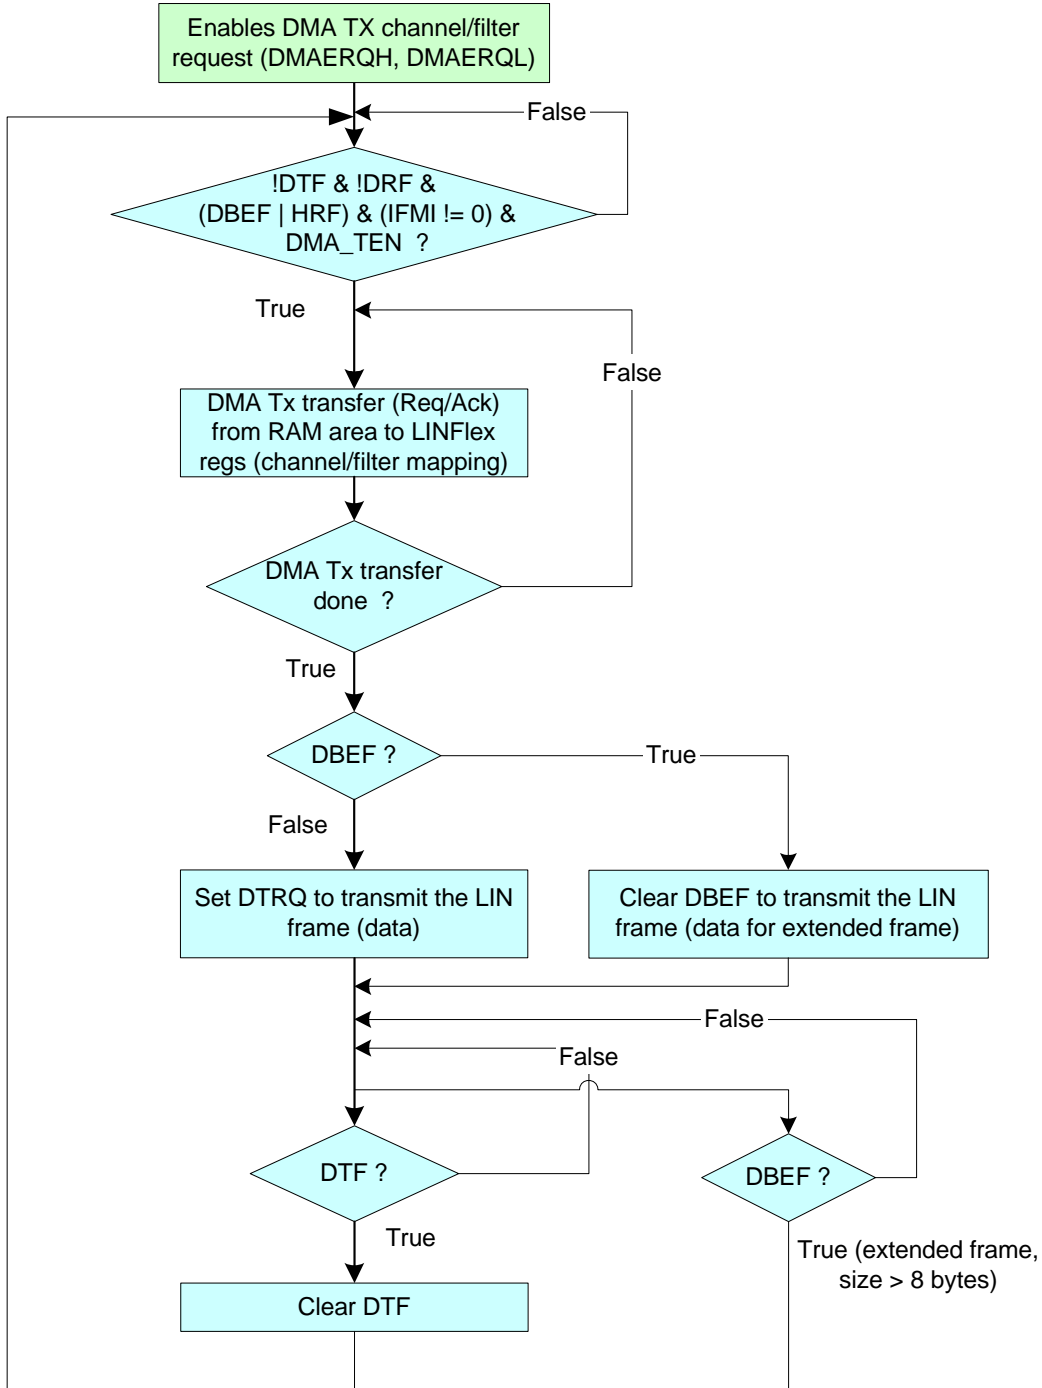 Enables DMA TX channel/filter
request (DMAERQH, DMAERQL)
False
!DTF & !DRF &
(DBEF | HRF) & (IFMI != 0) &
DMA_TEN ?
True
False
DMA Tx transfer (Req/Ack)
from RAM area to LINFlex
regs (channel/filter mapping)
DMA Tx transfer
done ?
True
DBEF ?
True
False
Set DTRQ to transmit the LIN
frame (data)
Clear DBEF to transmit the LIN
frame (data for extended frame)
False
False
DTF ?
DBEF ?
True
True (extended frame,
size > 8 bytes)
Clear DTF